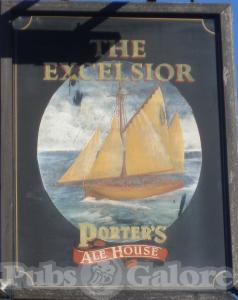 THE
EXCELSIOR
PORTER'S
ALE HOUSE
Pubs Galore